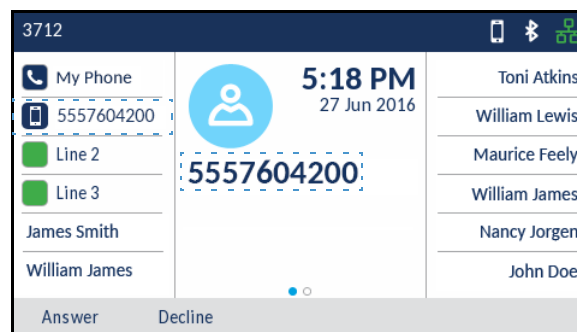 3712
My Phone
5557604200
Line 2
Line 3
James Smith
William James
5:18 PM
27 Jun 2016
5557604200
Toni Atkins
William Lewis
Maurice Feely
William James
Nancy Jorgen
John Doe
Answer Decline